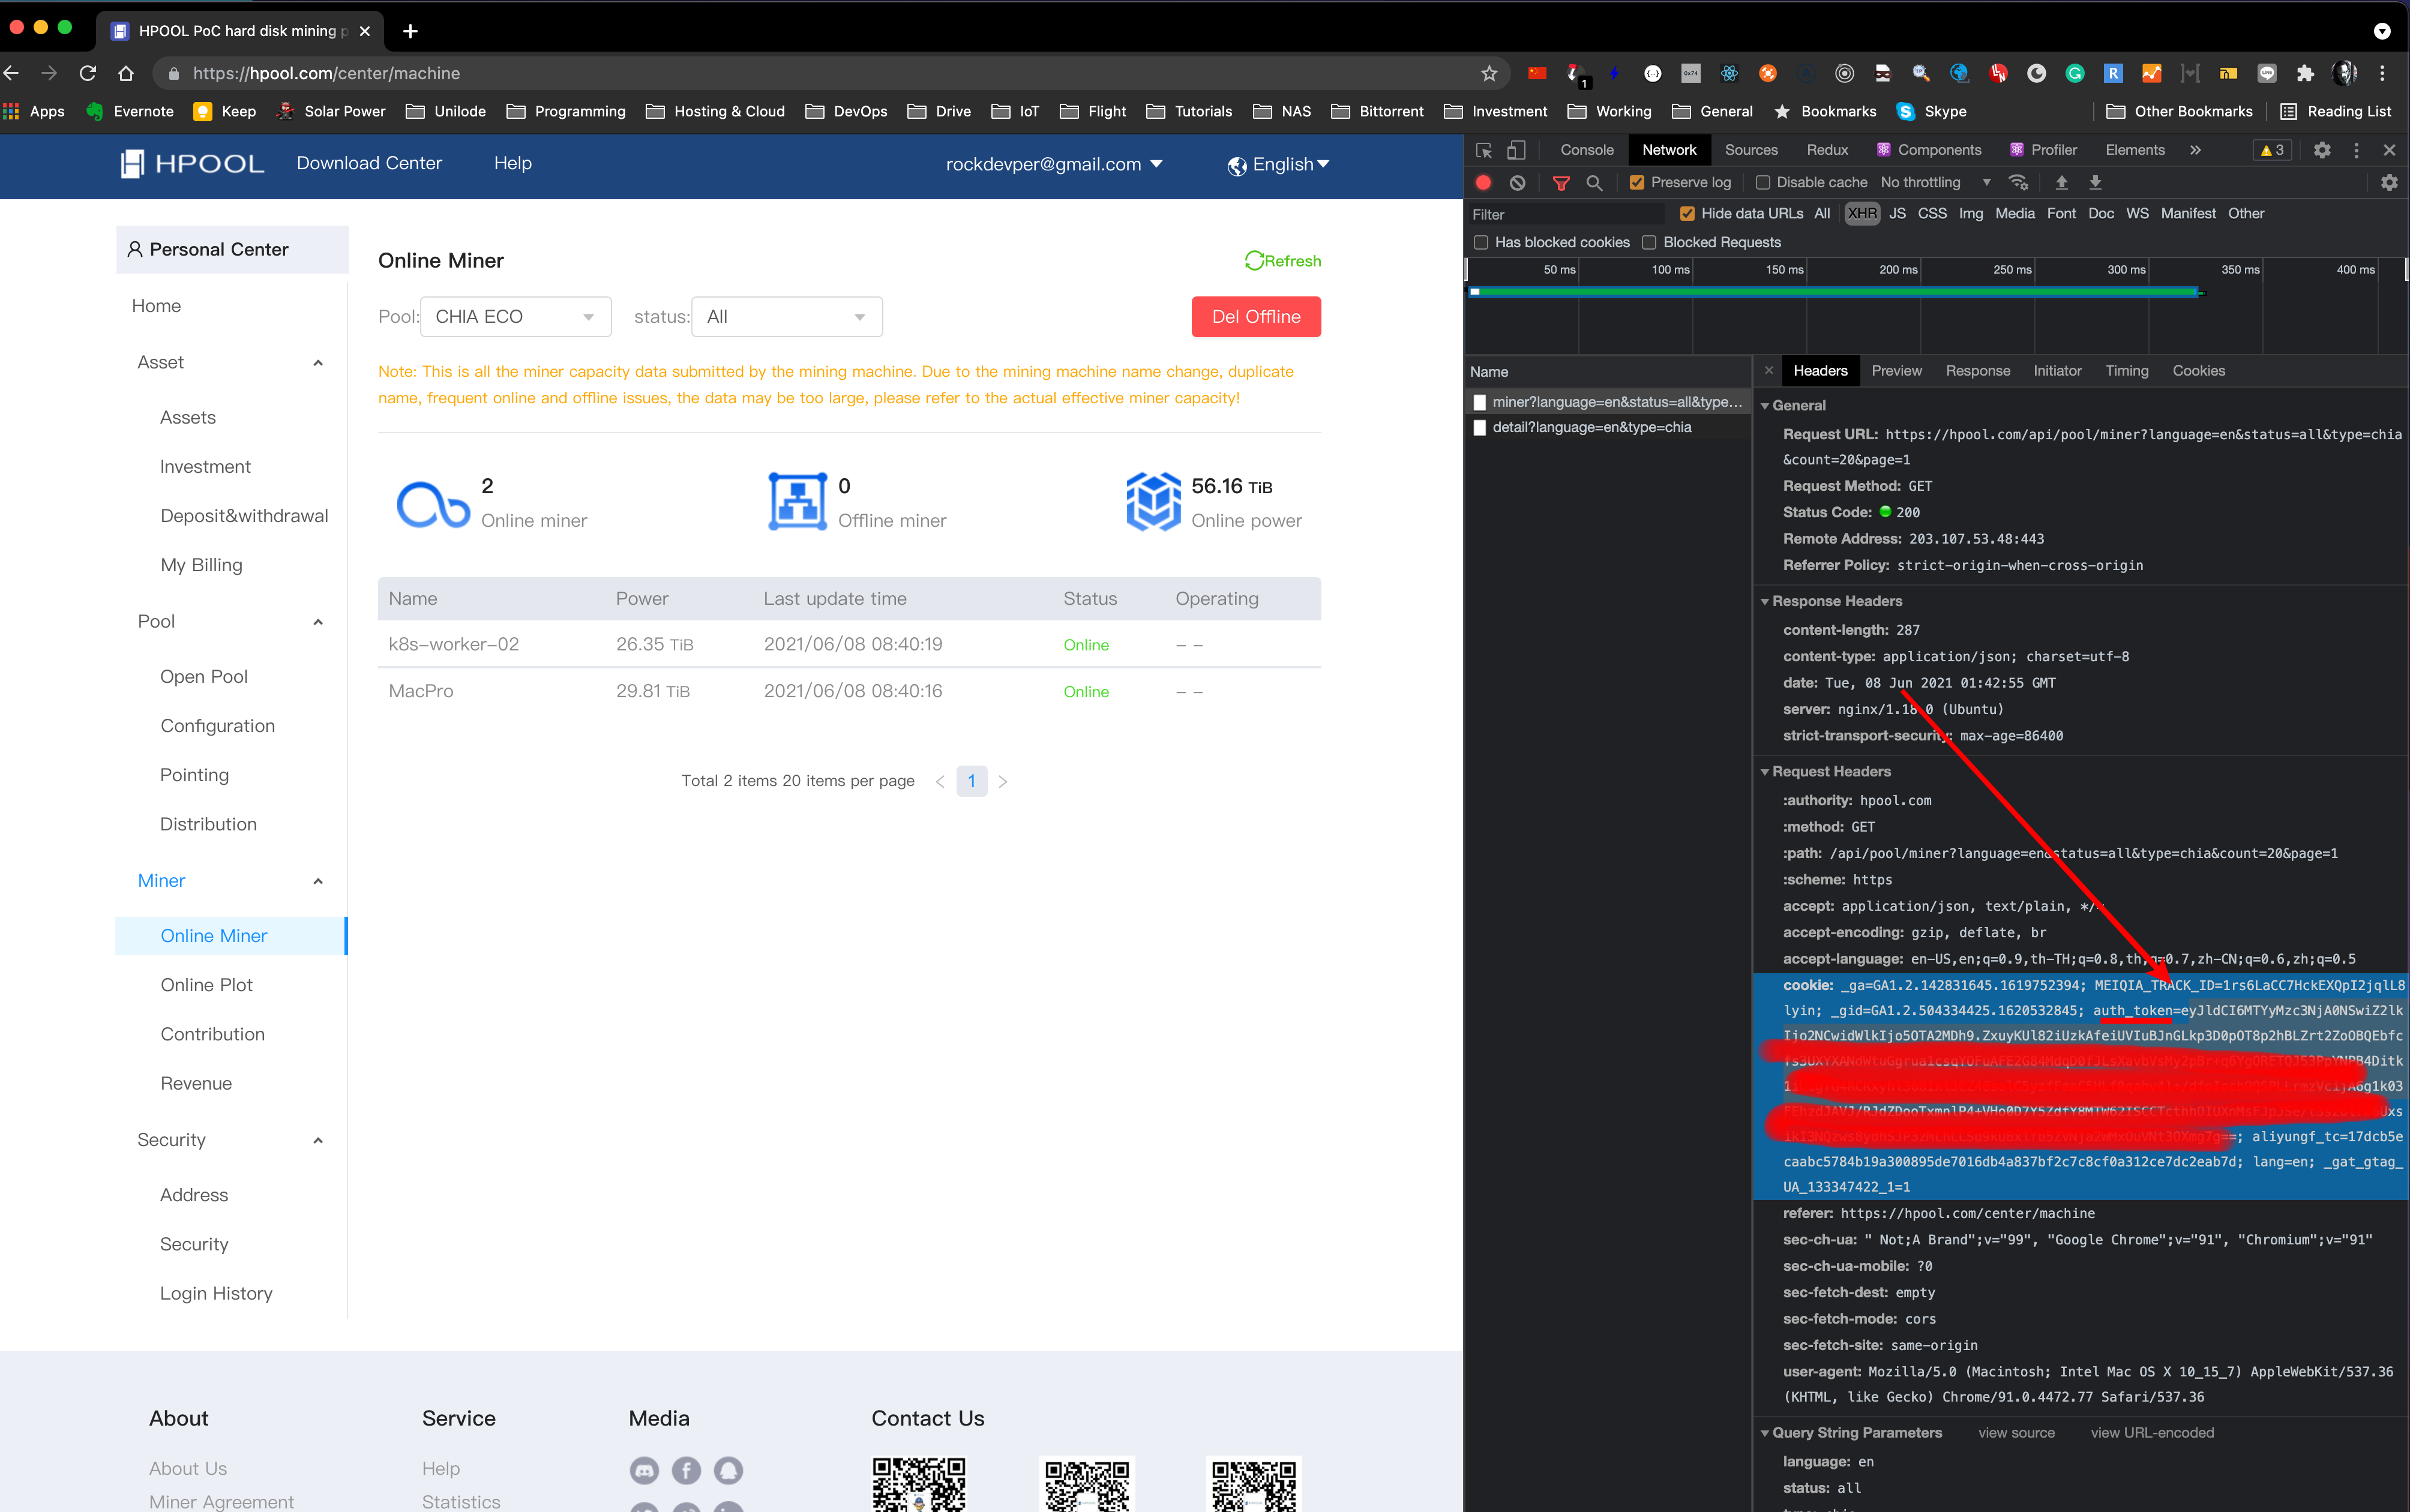 HPOOL PoC hard disk mining p
https://hpool.com/center/machine
1
0x74
Apps Evernote Keep Solar Power Unilode Programming Hosting & Cloud DevOps Drive IoT Flight Tutorials NAS Bittorrent Investment Working General Bookmarks Skype Other Bookmarks Reading List
HPOOL Download Center Help rockdevper@gmail.com English
Personal Center
Home
Asset
Assets
Investment
Deposit&withdrawal
My Billing
Pool
Open Pool
Configuration
Pointing
Distribution
Miner
Online Miner
Online Plot
Contribution
Revenue
Security
Address
Security
Login History
Online Miner
Refresh
Pool: CHIA ECO status: All Del Offline
Note: This is all the miner capacity data submitted by the mining machine. Due to the mining machine name change, duplicate
name, frequent online and offline issues, the data may be too large, please refer to the actual effective miner capacity!
2
Online miner
0
Offline miner
56.16 TiB
Online power
Name Power Last update time Status Operating
k8s-worker-02 26.35 TiB 2021/06/08 08:40:19 Online - -
MacPro 29.81 TiB 2021/06/08 08:40:16 Online - -
Total 2 items 20 items per page < 1 >
About
About Us
Miner Agreement
Service
Help
Statistics
Media
Contact Us
Console Network Sources Redux Components Profiler Elements » 3
Preserve log Disable cache No throttling
Filter Hide data URLs All XHR JS CSS Img Media Font Doc WS Manifest Other
Has blocked cookies Blocked Requests
50 ms 100 ms 150 ms 200 ms 250 ms 300 ms 350 ms 400 ms
Name
miner?language=en&status=all&type...
detail?language=en&type=chia
Headers Preview Response Initiator Timing Cookies
General
Request URL: https://hpool.com/api/pool/miner?language=en&status=all&type=chia
&count=20&page=1
Request Method: GET
Status Code: 200
Remote Address: 203.107.53.48:443
Referrer Policy: strict-origin-when-cross-origin
Response Headers
content-length: 287
content-type: application/json; charset=utf-8
date: Tue, 08 Jun 2021 01:42:55 GMT
server: nginx/1.18.0 (Ubuntu)
strict-transport-security: max-age=86400
Request Headers
:authority: hpool.com
:method: GET
:path: /api/pool/miner?language=en&status=all&type=chia&count=20&page=1
:scheme: https
accept: application/json, text/plain, */*
accept-encoding: gzip, deflate, br
accept-language: en-US,en;q=0.9,th-TH;q=0.8,th;q=0.7,zh-CN;q=0.6,zh;q=0.5
cookie: _ga=GA1.2.142831645.1619752394; MEIQIA_TRACK_ID=1rs6LaCC7HckEXQpI2jqlL8
lyin; _gid=GA1.2.504334425.1620532845; auth_token=
; aliyungf_tc=17dcb5e
caabc5784b19a300895de7016db4a837bf2c7c8cf0a312ce7dc2eab7d; lang=en; _gat_gtag_
UA_133347422_1=1
referer: https://hpool.com/center/machine
sec-ch-ua: " Not;A Brand";v="99", "Google Chrome";v="91", "Chromium";v="91"
sec-ch-ua-mobile: ?0
sec-fetch-dest: empty
sec-fetch-mode: cors
sec-fetch-site: same-origin
user-agent: Mozilla/5.0 (Macintosh; Intel Mac OS X 10_15_7) AppleWebKit/537.36
(KHTML, like Gecko) Chrome/91.0.4472.77 Safari/537.36
Query String Parameters view source view URL-encoded
language: en
status: all